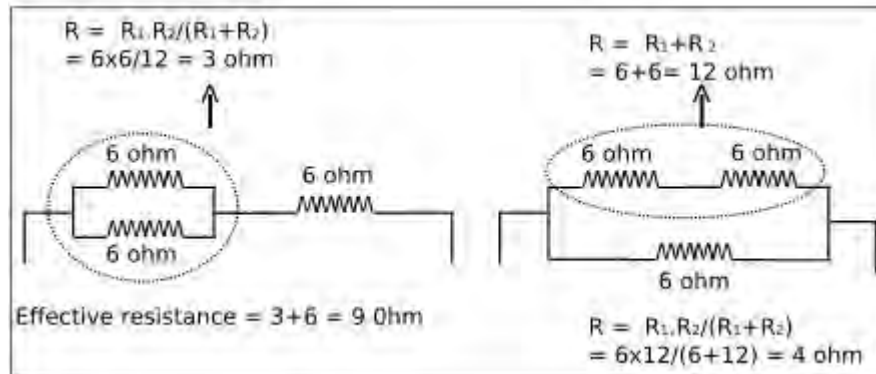 R = R₁.R₂/(R₁+R₂)
= 6x6/12 = 3 ohm
6 ohm
6 ohm
6 ohm
Effective resistance = 3+6 = 9 0hm
R = R₁+R₂
= 6+6= 12 ohm
6 ohm
6 ohm
6 ohm
R = R₁.R₂/(R₁+R₂)
= 6x12/(6+12) = 4 ohm